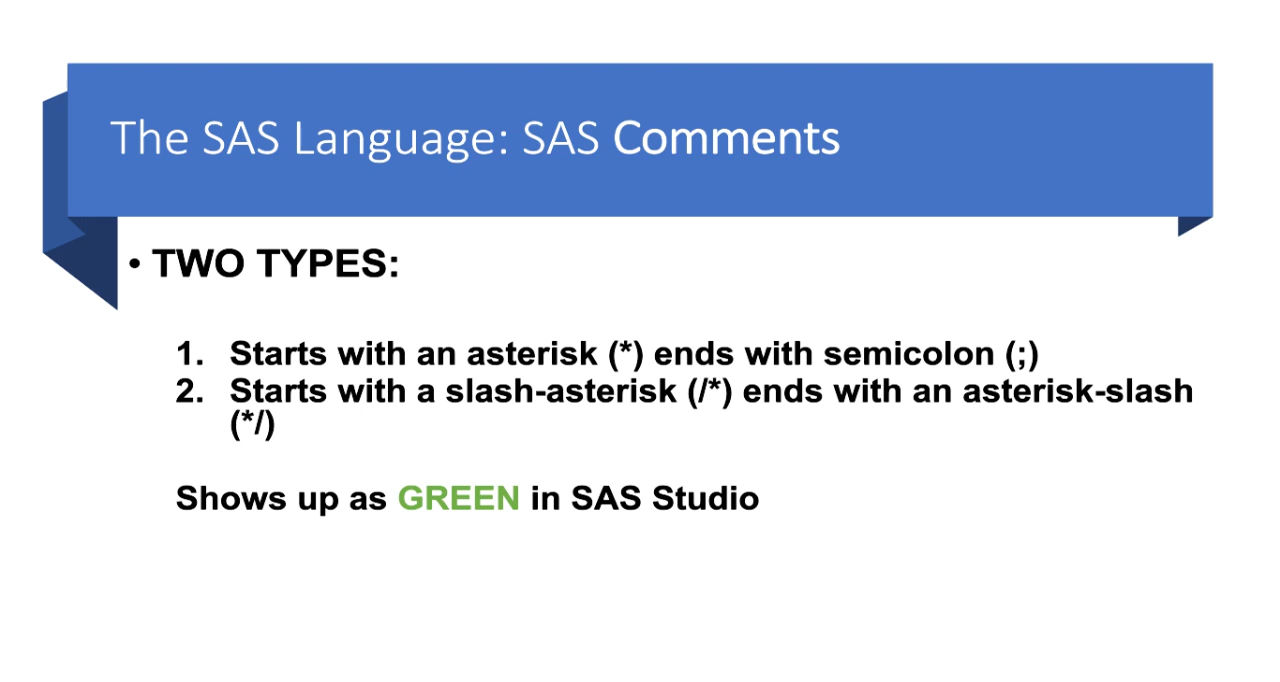 The SAS Language: SAS Comments
• TWO TYPES:
1. Starts with an asterisk (*) ends with semicolon (;)
2. Starts with a slash-asterisk (/*) ends with an asterisk-slash
(*/)
Shows up as GREEN in SAS Studio